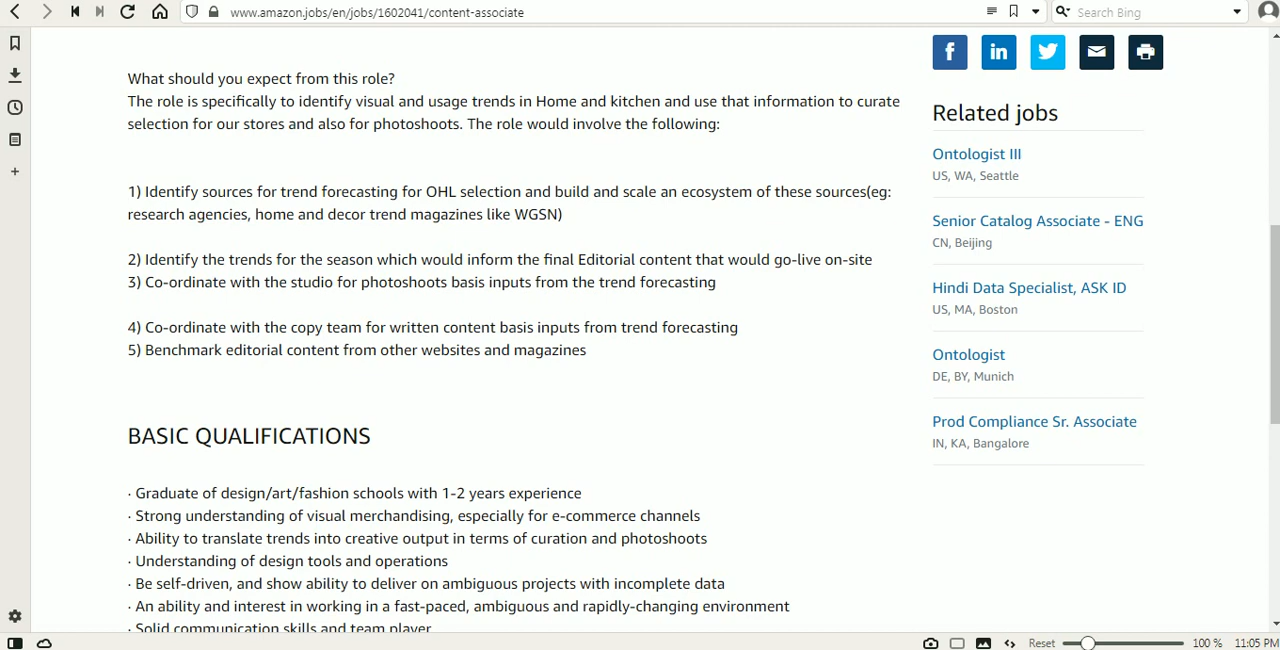 www.amazon.jobs/en/jobs/1602041/content-associate
Search Bing
What should you expect from this role?
The role is specifically to identify visual and usage trends in Home and kitchen and use that information to curate
selection for our stores and also for photoshoots. The role would involve the following:
1) Identify sources for trend forecasting for OHL selection and build and scale an ecosystem of these sources(eg:
research agencies, home and decor trend magazines like WGSN)
2) Identify the trends for the season which would inform the final Editorial content that would go-live on-site
3) Co-ordinate with the studio for photoshoots basis inputs from the trend forecasting
4) Co-ordinate with the copy team for written content basis inputs from trend forecasting
5) Benchmark editorial content from other websites and magazines
BASIC QUALIFICATIONS
· Graduate of design/art/fashion schools with 1-2 years experience
· Strong understanding of visual merchandising, especially for e-commerce channels
· Ability to translate trends into creative output in terms of curation and photoshoots
· Understanding of design tools and operations
· Be self-driven, and show ability to deliver on ambiguous projects with incomplete data
· An ability and interest in working in a fast-paced, ambiguous and rapidly-changing environment
· Solid communication skills and team player
f
in
Related jobs
Ontologist III
US, WA, Seattle
Senior Catalog Associate - ENG
CN, Beijing
Hindi Data Specialist, ASK ID
US, MA, Boston
Ontologist
DE, BY, Munich
Prod Compliance Sr. Associate
IN, KA, Bangalore
Reset
100 %
11:05 PM